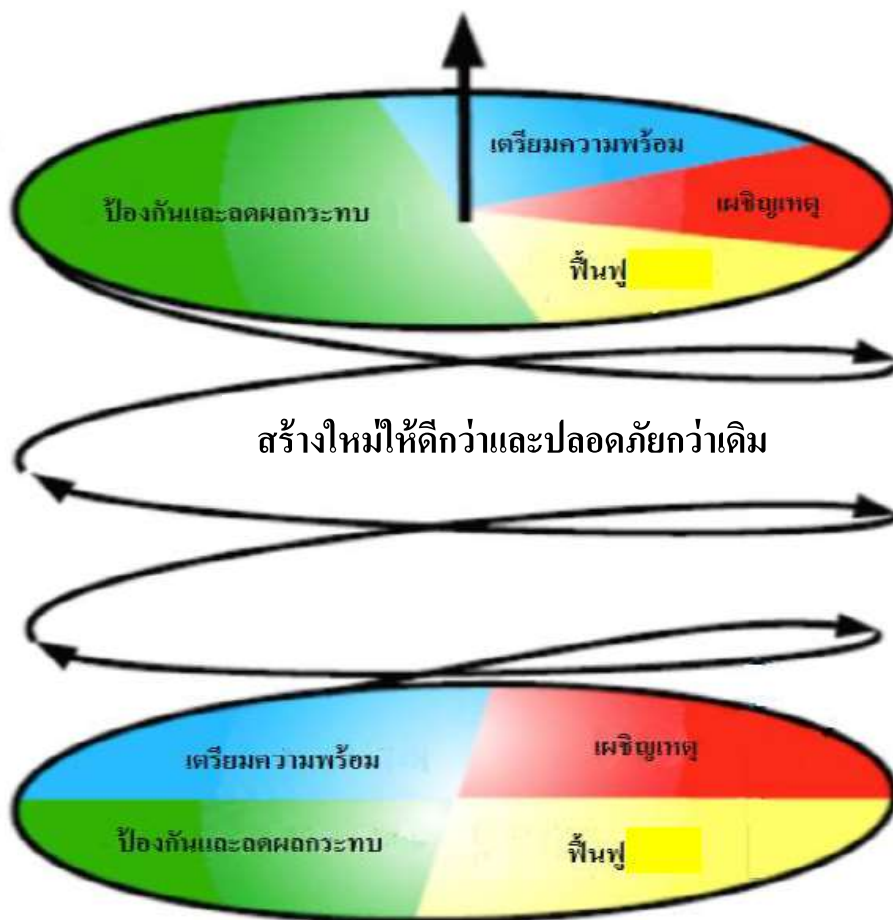 เตรียมความพร้อม
ป้องกันและลดผลกระทบ
เผชิญเหตุ
ฟื้นฟู
สร้างใหม่ให้ดีกว่าและปลอดภัยกว่าเดิม
เตรียมความพร้อม
เผชิญเหตุ
ป้องกันและลดผลกระทบ
ฟื้นฟู